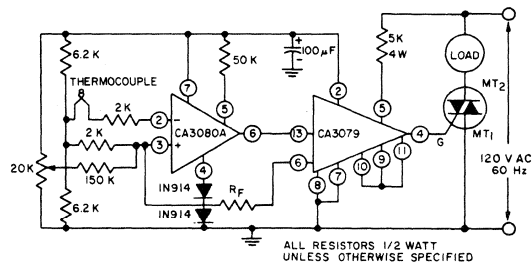 6.2K
THERMOCOUPLE
2K
2K
150 K
20K
6.2K
7
50 K
5
2
-
3
+
CA3080A
6
4
1N914
1N914
RF
+
100μF
-
2
13
CA3079
6
8
7
10
9
11
5
4
5K
4W
LOAD
MT2
MT1
G
120 V AC
60 Hz
ALL RESISTORS 1/2 WATT
UNLESS OTHERWISE SPECIFIED